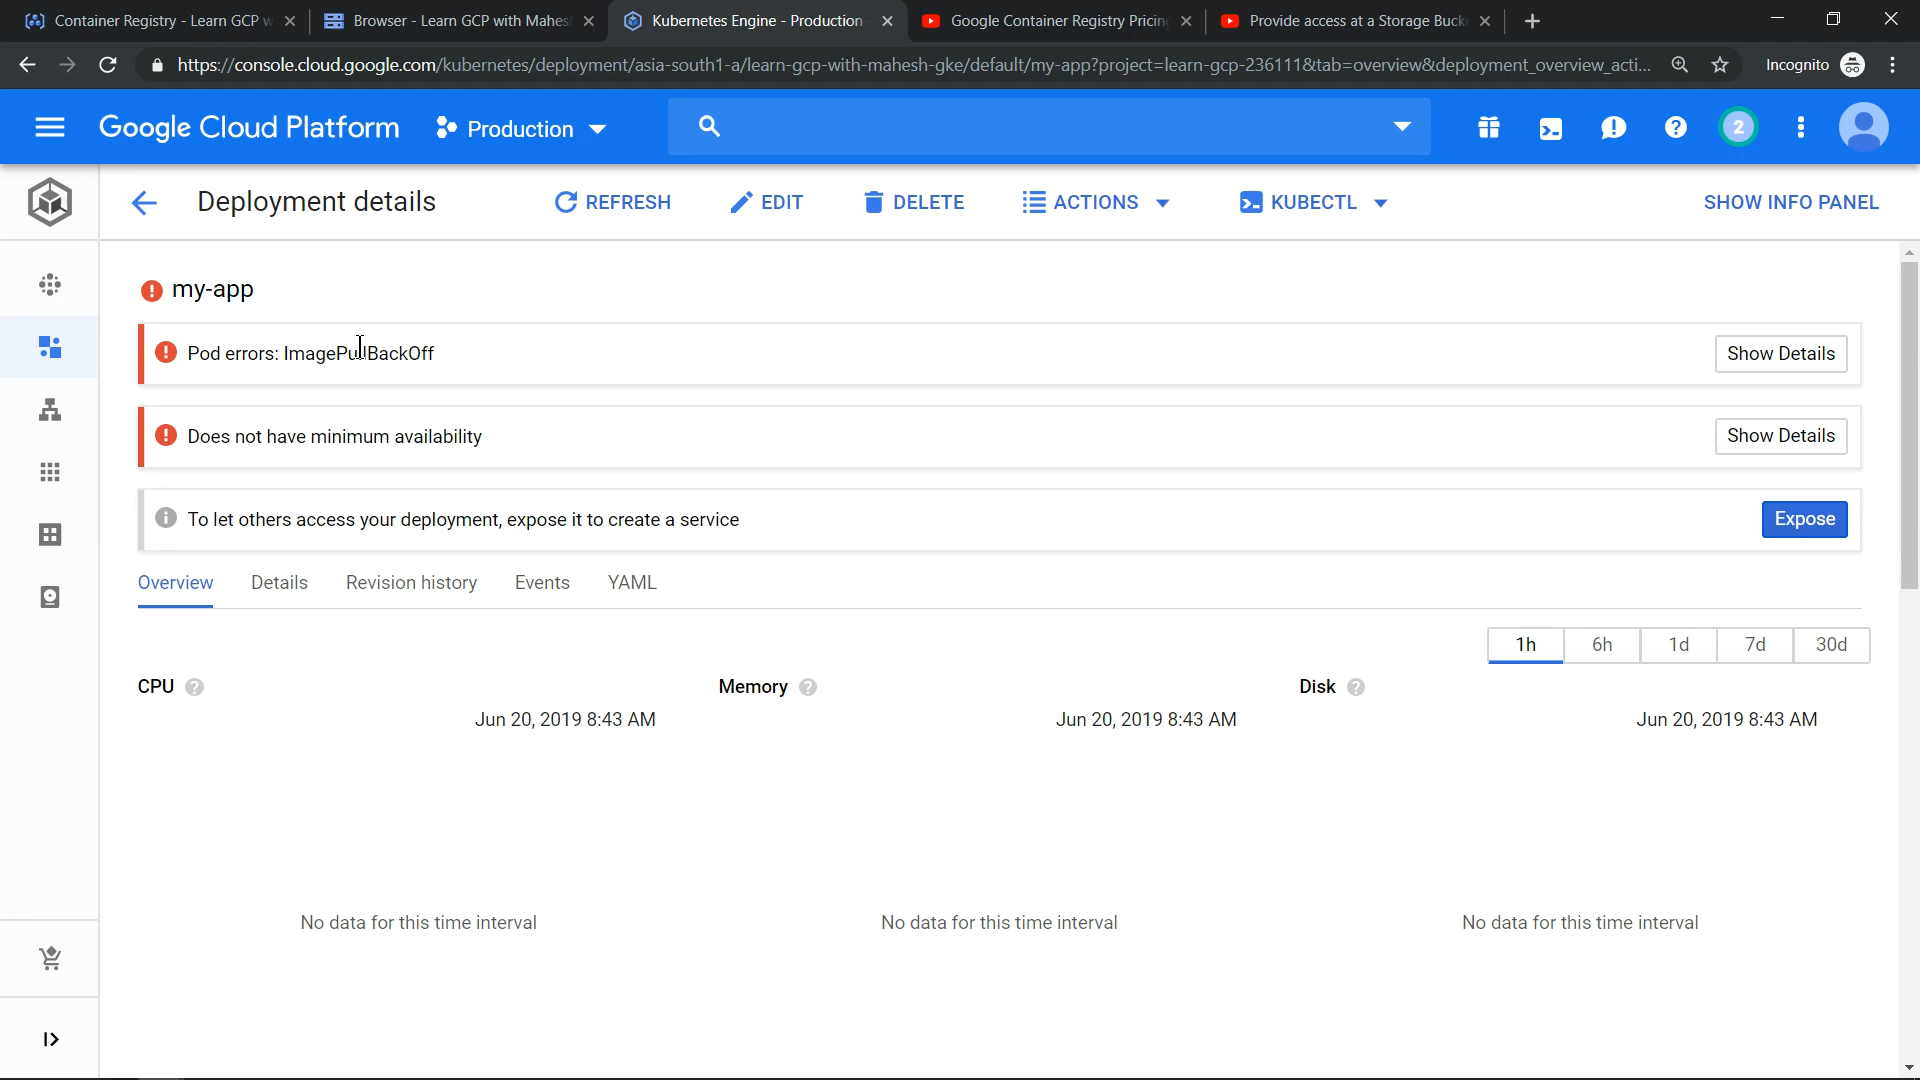 Container Registry - Learn GCP w
Browser - Learn GCP with Mahes
Kubernetes Engine - Production
Google Container Registry Pricing
Provide access at a Storage Buck
https://console.cloud.google.com/kubernetes/deployment/asia-south1-a/learn-gcp-with-mahesh-gke/default/my-app?project=learn-gcp-236111&tab=overview&deployment_overview_acti...
Incognito
Google Cloud Platform
Production
2
Deployment details
REFRESH
EDIT
DELETE
ACTIONS
KUBECTL
SHOW INFO PANEL
my-app
Pod errors: ImagePullBackOff
Show Details
Does not have minimum availability
Show Details
To let others access your deployment, expose it to create a service
Expose
Overview
Details
Revision history
Events
YAML
1h
6h
1d
7d
30d
CPU
Memory
Disk
Jun 20, 2019 8:43 AM
Jun 20, 2019 8:43 AM
Jun 20, 2019 8:43 AM
No data for this time interval
No data for this time interval
No data for this time interval